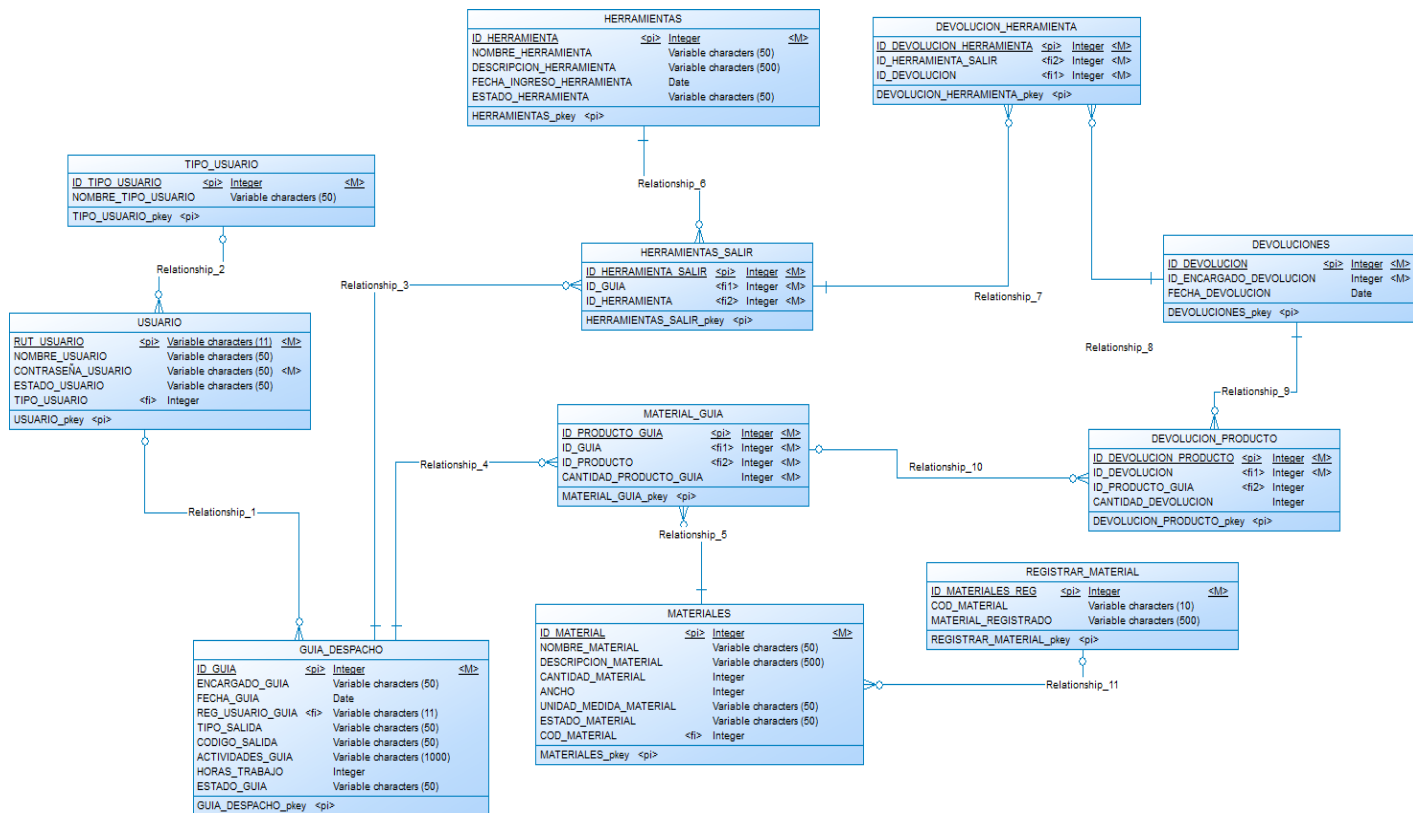 HERRAMIENTAS
ID_HERRAMIENTA <pi> Integer <M>
NOMBRE_HERRAMIENTA Variable characters (50)
DESCRIPCION_HERRAMIENTA Variable characters (500)
FECHA_INGRESO_HERRAMIENTA Date
ESTADO_HERRAMIENTA Variable characters (50)
HERRAMIENTAS_pkey <pi>
DEVOLUCION_HERRAMIENTA
ID_DEVOLUCION_HERRAMIENTA <pi> Integer <M>
ID_HERRAMIENTA_SALIR <fi2> Integer <M>
ID_DEVOLUCION <fi1> Integer <M>
DEVOLUCION_HERRAMIENTA_pkey <pi>
TIPO_USUARIO
ID_TIPO_USUARIO <pi> Integer <M>
NOMBRE_TIPO_USUARIO Variable characters (50)
TIPO_USUARIO_pkey <pi>
Relationship_6
Relationship_2
HERRAMIENTAS_SALIR
ID_HERRAMIENTA_SALIR <pi> Integer <M>
ID_GUIA <fi1> Integer <M>
ID_HERRAMIENTA <fi2> Integer <M>
HERRAMIENTAS_SALIR_pkey <pi>
Relationship_3
Relationship_7
DEVOLUCIONES
ID_DEVOLUCION <pi> Integer <M>
ID_ENCARGADO_DEVOLUCION Integer <M>
FECHA_DEVOLUCION Date
DEVOLUCIONES_pkey <pi>
USUARIO
RUT_USUARIO <pi> Variable characters (11) <M>
NOMBRE_USUARIO Variable characters (50)
CONTRASEÑA_USUARIO Variable characters (50) <M>
ESTADO_USUARIO Variable characters (50)
TIPO_USUARIO <fi> Integer
USUARIO_pkey <pi>
Relationship_8
Relationship_9
MATERIAL_GUIA
ID_PRODUCTO_GUIA <pi> Integer <M>
ID_GUIA <fi1> Integer <M>
ID_PRODUCTO <fi2> Integer <M>
CANTIDAD_PRODUCTO_GUIA Integer <M>
MATERIAL_GUIA_pkey <pi>
Relationship_4
Relationship_10
DEVOLUCION_PRODUCTO
ID_DEVOLUCION_PRODUCTO <pi> Integer <M>
ID_DEVOLUCION <fi1> Integer <M>
ID_PRODUCTO_GUIA <fi2> Integer
CANTIDAD_DEVOLUCION Integer
DEVOLUCION_PRODUCTO_pkey <pi>
Relationship_1
Relationship_5
REGISTRAR_MATERIAL
ID_MATERIALES_REG <pi> Integer <M>
COD_MATERIAL Variable characters (10)
MATERIAL_REGISTRADO Variable characters (500)
REGISTRAR_MATERIAL_pkey <pi>
MATERIALES
ID_MATERIAL <pi> Integer <M>
NOMBRE_MATERIAL Variable characters (50)
DESCRIPCION_MATERIAL Variable characters (500)
CANTIDAD_MATERIAL Integer
ANCHO Integer
UNIDAD_MEDIDA_MATERIAL Variable characters (50)
ESTADO_MATERIAL Variable characters (50)
COD_MATERIAL <fi> Integer
MATERIALES_pkey <pi>
Relationship_11
GUIA_DESPACHO
ID_GUIA <pi> Integer <M>
ENCARGADO_GUIA Variable characters (50)
FECHA_GUIA Date
REG_USUARIO_GUIA <fi> Variable characters (11)
TIPO_SALIDA Variable characters (50)
CODIGO_SALIDA Variable characters (50)
ACTIVIDADES_GUIA Variable characters (1000)
HORAS_TRABAJO Integer
ESTADO_GUIA Variable characters (50)
GUIA_DESPACHO_pkey <pi>